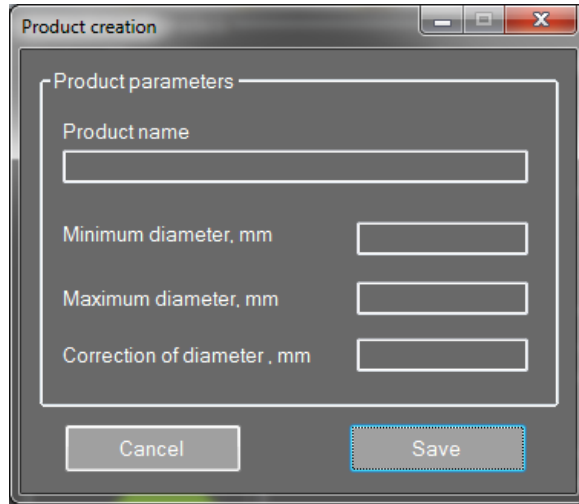 Product creation
Product parameters
Product name
Minimum diameter, mm
Maximum diameter, mm
Correction of diameter , mm
Cancel
Save